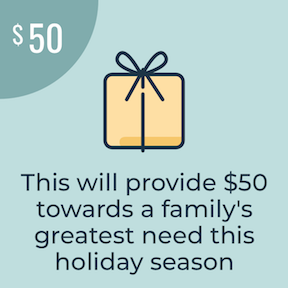 $50
This will provide $50
towards a family's
greatest need this
holiday season